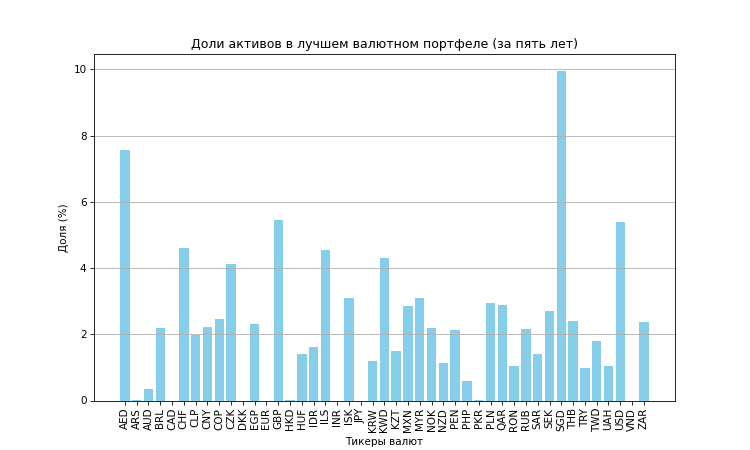 Доли активов в лучшем валютном портфеле (за пять лет)
Доля (%)
10
8
6
4
2
0
AED ARS AUD BRL CAD CHF CLP CNY COP CZK DKK EGP EUR GBP HKD HUF IDR ILS INR ISK JPY KRW KWD KZT MXN MYR NOK NZD PEN PHP PKR PLN QAR RON RUB SAR SEK SGD THB TRY TWD UAH USD VND ZAR
Тикеры валют